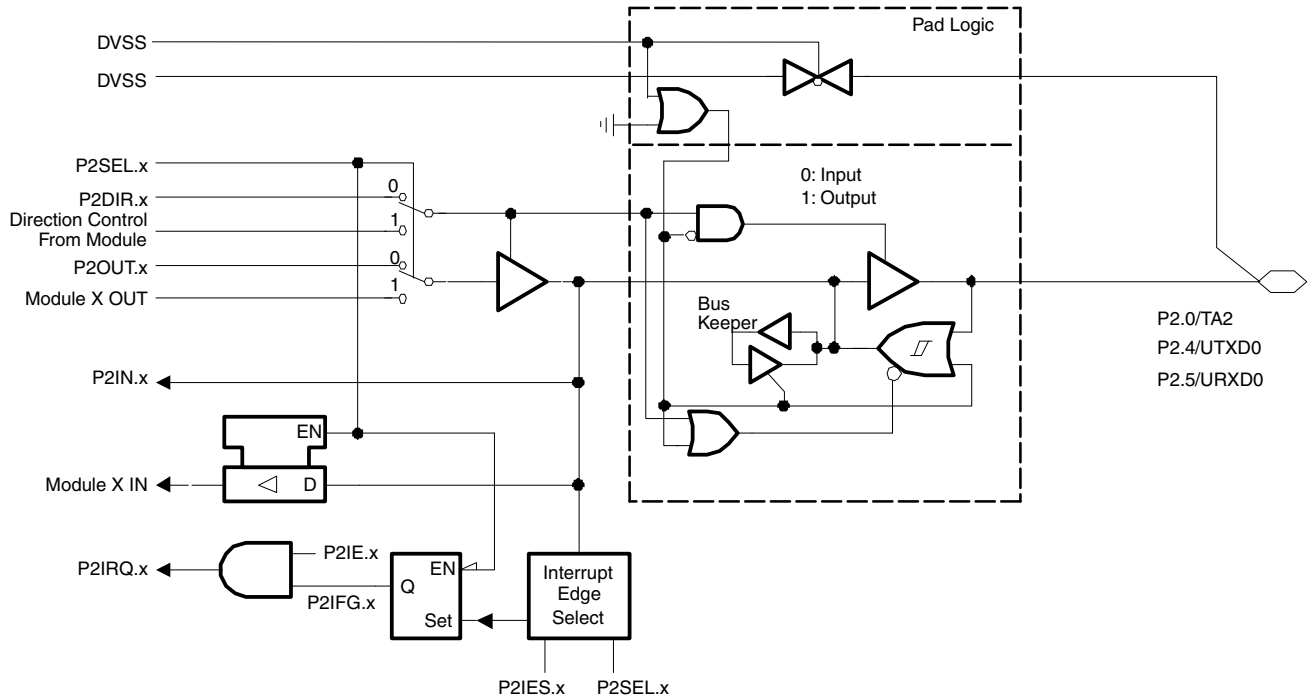 Pad Logic
DVSS
DVSS
P2SEL.x
0
P2DIR.x
Direction Control
From Module
1
0
P2OUT.x
1
Module X OUT
0: Input
1: Output
Bus
Keeper
P2.0/TA2
P2.4/UTXD0
P2.5/URXD0
P2IN.x
EN
Module X IN
D
P2IE.x
P2IRQ.x
P2IFG.x
EN
Q
Set
Interrupt
Edge
Select
P2IES.x
P2SEL.x